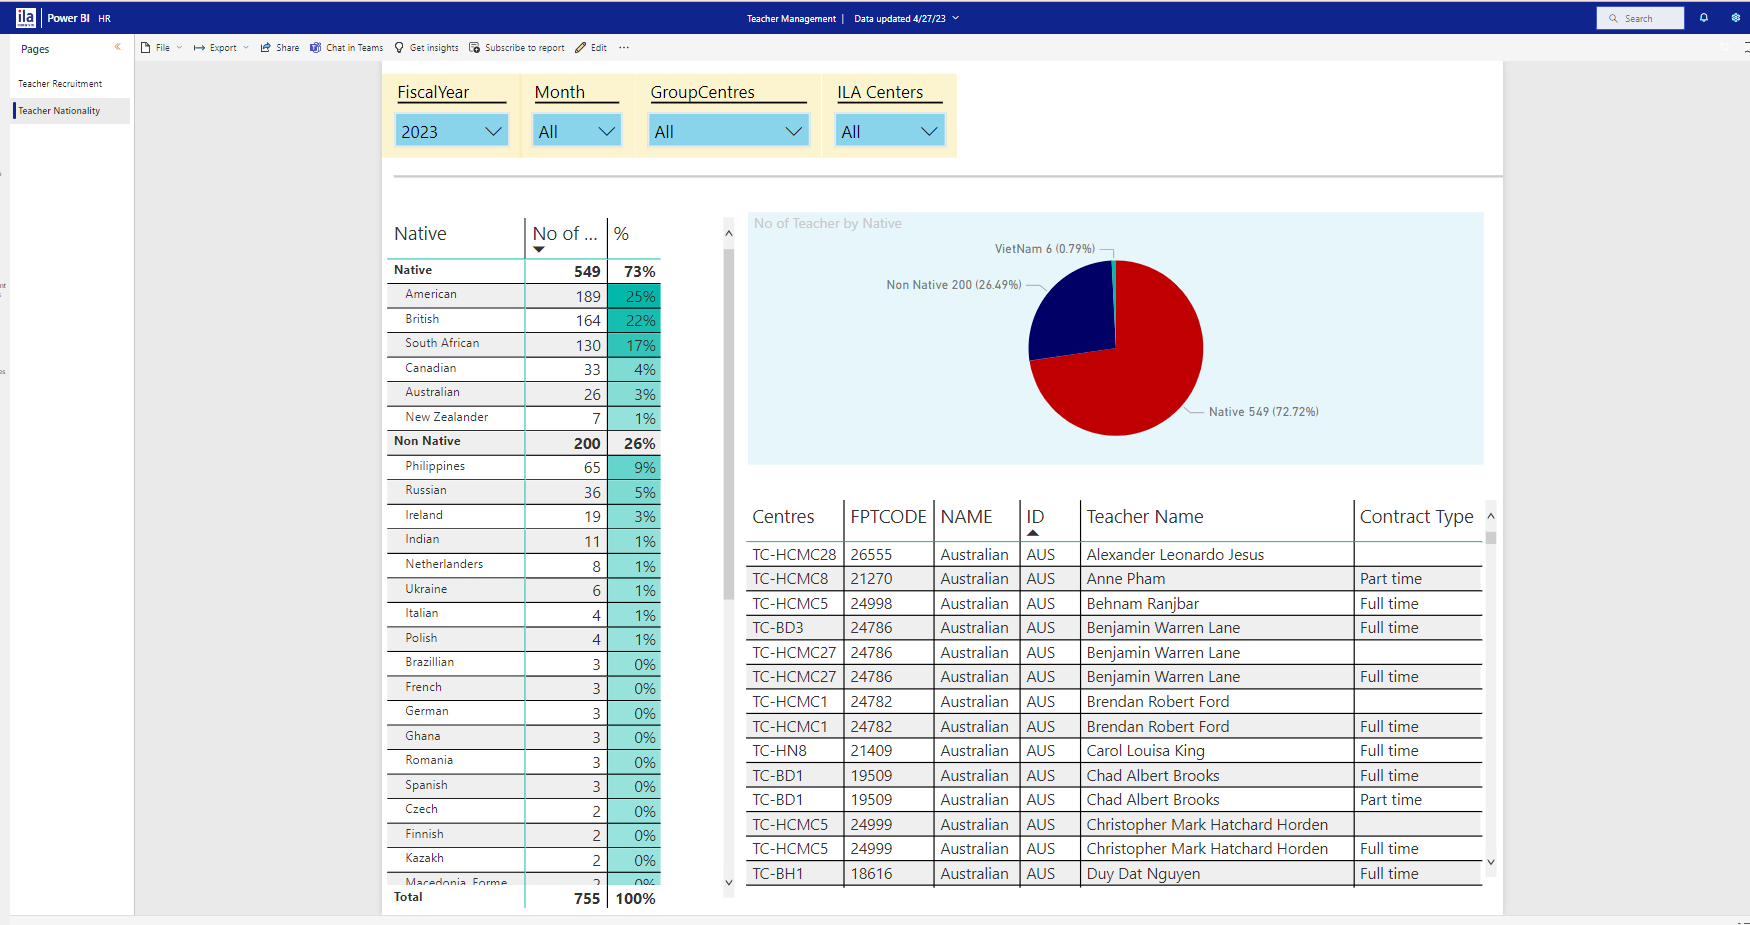 ila Power BI HR
Teacher Management | Data updated 4/27/23
Search
Pages
File Export Share Chat in Teams Get insights Subscribe to report Edit ...
Teacher Recruitment
Teacher Nationality
FiscalYear Month GroupCentres ILA Centers
2023 All All All
Native No of ... %
Native 549 73%
American 189 25%
British 164 22%
South African 130 17%
Canadian 33 4%
Australian 26 3%
New Zealander 7 1%
Non Native 200 26%
Philippines 65 9%
Russian 36 5%
Ireland 19 3%
Indian 11 1%
Netherlanders 8 1%
Ukraine 6 1%
Italian 4 1%
Polish 4 1%
Brazillian 3 0%
French 3 0%
German 3 0%
Ghana 3 0%
Romania 3 0%
Spanish 3 0%
Czech 2 0%
Finnish 2 0%
Kazakh 2 0%
Macedonia, Forme 2 0%
Total 755 100%
No of Teacher by Native
VietNam 6 (0.79%)
Non Native 200 (26.49%)
Native 549 (72.72%)
Centres FPTCODE NAME ID Teacher Name Contract Type
TC-HCMC28 26555 Australian AUS Alexander Leonardo Jesus
TC-HCMC8 21270 Australian AUS Anne Pham Part time
TC-HCMC5 24998 Australian AUS Behnam Ranjbar Full time
TC-BD3 24786 Australian AUS Benjamin Warren Lane Full time
TC-HCMC27 24786 Australian AUS Benjamin Warren Lane
TC-HCMC27 24786 Australian AUS Benjamin Warren Lane Full time
TC-HCMC1 24782 Australian AUS Brendan Robert Ford
TC-HCMC1 24782 Australian AUS Brendan Robert Ford Full time
TC-HN8 21409 Australian AUS Carol Louisa King Full time
TC-BD1 19509 Australian AUS Chad Albert Brooks Full time
TC-BD1 19509 Australian AUS Chad Albert Brooks Part time
TC-HCMC5 24999 Australian AUS Christopher Mark Hatchard Horden
TC-HCMC5 24999 Australian AUS Christopher Mark Hatchard Horden Full time
TC-BH1 18616 Australian AUS Duy Dat Nguyen Full time